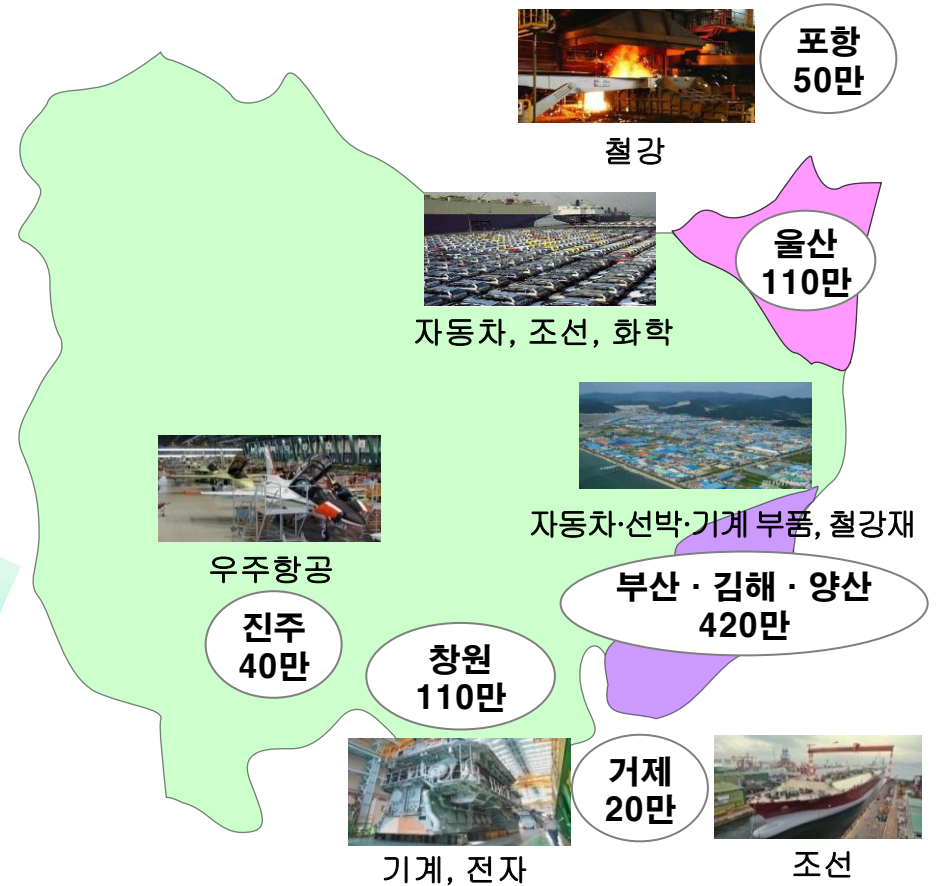 포항
50만
철강
울산
110만
자동차, 조선, 화학
자동차·선박·기계 부품, 철강재
우주항공
부산 · 김해 · 양산
420만
진주
40만
창원
110만
거제
20만
기계, 전자
조선